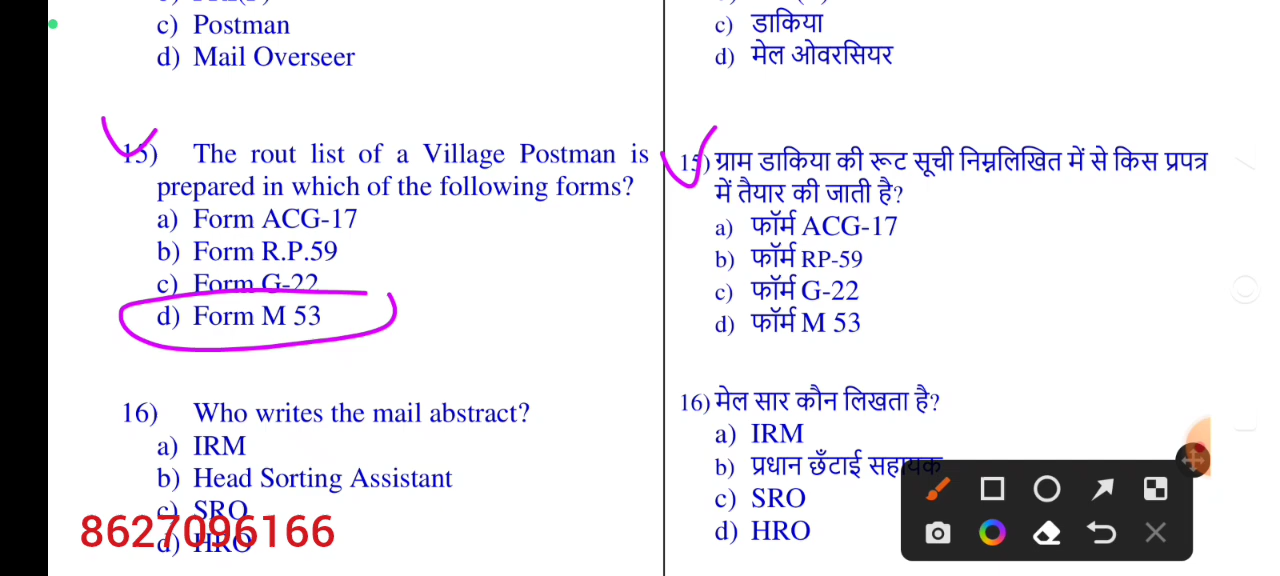 c) Postman
d) Mail Overseer
15) The rout list of a Village Postman is
prepared in which of the following forms?
a) Form ACG-17
b) Form R.P.59
c) Form G-22
d) Form M 53
16) Who writes the mail abstract?
a) IRM
b) Head Sorting Assistant
c) SRO
d) HRO
8627096166
c) डाकिया
d) मेल ओवरसियर
15) ग्राम डाकिया की रूट सूची निम्नलिखित में से किस प्रपत्र
में तैयार की जाती है?
a) फॉर्म ACG-17
b) फॉर्म RP-59
c) फॉर्म G-22
d) फॉर्म M 53
16) मेल सार कौन लिखता है?
a) IRM
b) प्रधान छँटाई सहायक
c) SRO
d) HRO